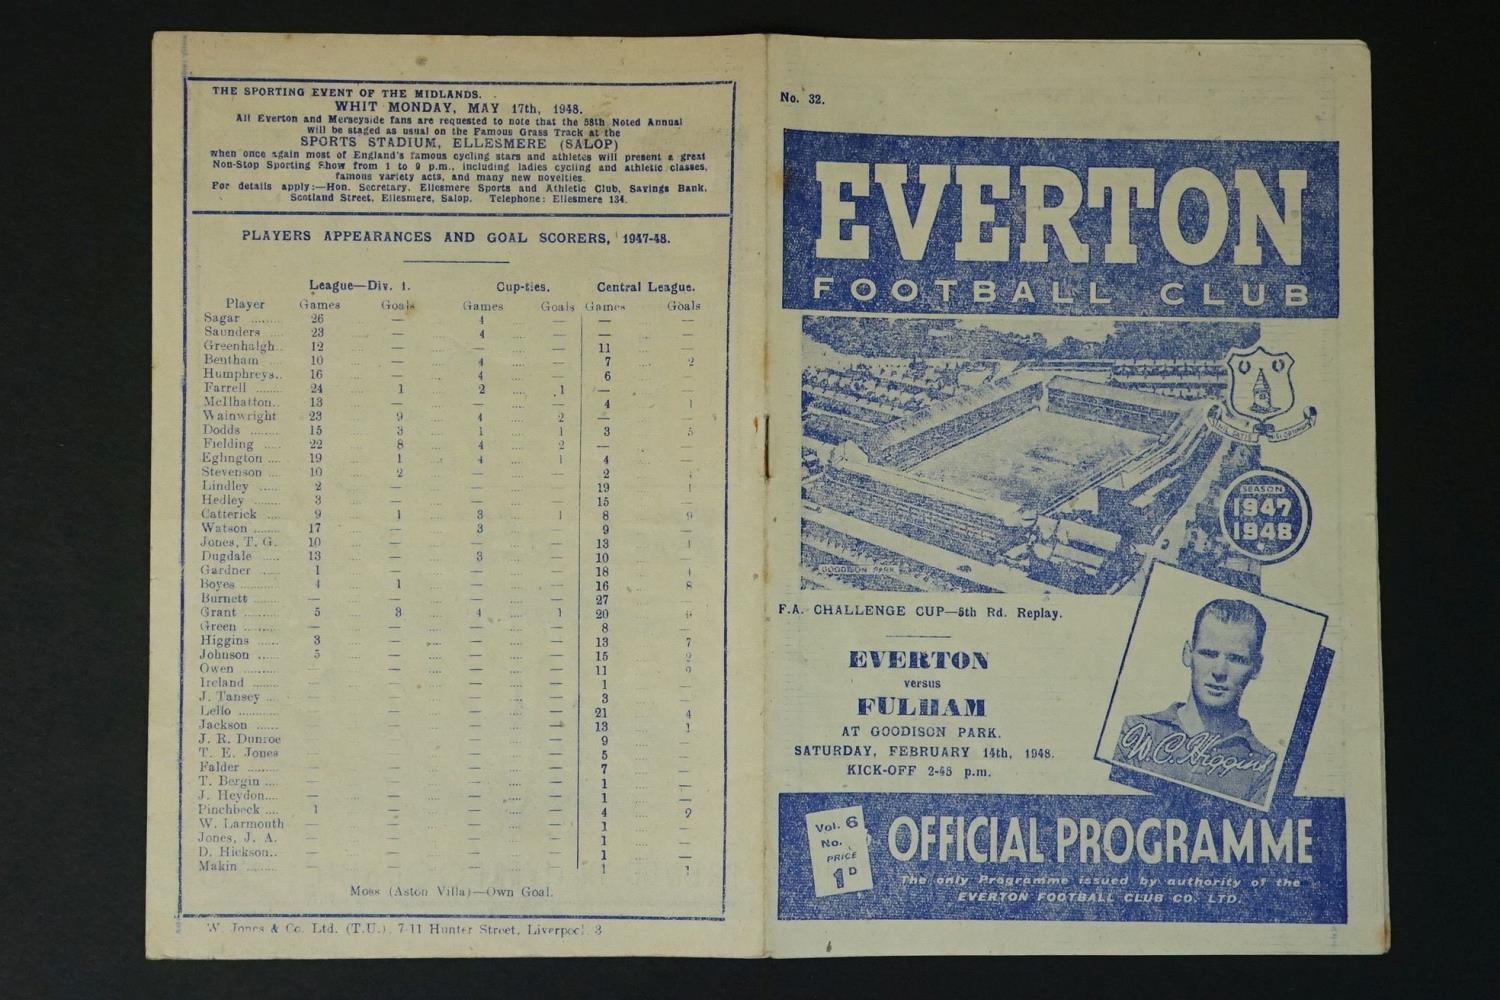 THE SPORTING EVENT OF THE MIDLANDS.
WHIT MONDAY, MAY 17th, 1948.
All Everton and Merseyside fans are requested to note that the 58th Noted Annual
will be staged as usual on the Famous Grass Track at the
SPORTS STADIUM, ELLESMERE (SALOP)
when once again most of England's famous cycling stars and athletes will present a great
Non-Stop Sporting Show from 1 to 9 p.m., including ladies cycling and athletic classes,
famous variety acts, and many new novelties.
For details apply:—Hon. Secretary, Ellesmere Sports and Athletic Club, Savings Bank,
Scotland Street, Ellesmere, Salop. Telephone: Ellesmere 134.
PLAYERS APPEARANCES AND GOAL SCORERS, 1947-48.
League—Div. 1. Cup-ties. Central League.
Player Games Goals Games Goals Games Goals
Sagar ........ 26 — 4 — — —
Saunders .... 23 — 4 — — —
Greenhalgh.. 12 — — — 11 —
Bentham .... 10 — 4 — 7 2
Humphreys.. 16 — 4 — 6 —
Farrell ........ 24 1 2 1 — —
McIlhatton.. 13 — — — 4 1
Wainwright 23 9 4 2 — —
Dodds ........ 15 3 1 1 3 5
Fielding ..... 22 8 4 2 — —
Eglington .... 19 1 4 1 4 —
Stevenson .... 10 2 — — 2
Lindley ...... 2 — — — 19 1
Hedley ........ 3 — — — 15 —
Catterick .... 9 1 3 1 8 9
Watson ........ 17 — 3 — 9 —
Jones, T. G. 10 — — — 13 1
Dugdale ..... 13 — 3 — 10 —
Gardner ...... 1 — — — 18
Boyes .......... 4 1 — — 16 8
Burnett ....... — — — — 27 —
Grant .......... 5 3 4 1 20
Green ......... — — — — 8 —
Higgins ...... 3 — — — 13 7
Johnson ...... 5 — — — 15 2
Owen .......... — — — — 11
Ireland ....... — — — — 1 —
J. Tansey .... — — — — 3 —
Lello ........... — — — — 21 4
Jackson ...... — — — — 13 1
J. R. Dunroe — — — — 9 —
T. E. Jones — — — — 5 —
Falder ........ — — — — 7 —
T. Bergin .... — — — — 1 —
J. Heydon.... — — — — 1 —
Pinchbeck .... 1 — — — 4 2
W. Larmouth — — — — 1 —
Jones, J. A. — — — — 1 —
D. Hickson.. — — — — 1 —
Makin ........ — — — — 1 1
Moss (Aston Villa)—Own Goal.
W. Jones & Co. Ltd. (T.U.), 7-11 Hunter Street, Liverpool 3
No. 32.
EVERTON
FOOTBALL CLUB
SEASON
1947
1948
GOODISON PARK
F.A. CHALLENGE CUP—5th Rd. Replay.
EVERTON
versus
FULHAM
AT GOODISON PARK.
SATURDAY, FEBRUARY 14th, 1948.
KICK-OFF 2-45 p.m.
W.C. Higgins
Vol. 6
No.
PRICE
1D
OFFICIAL PROGRAMME
The only Programme issued by authority of the
EVERTON FOOTBALL CLUB CO. LTD.